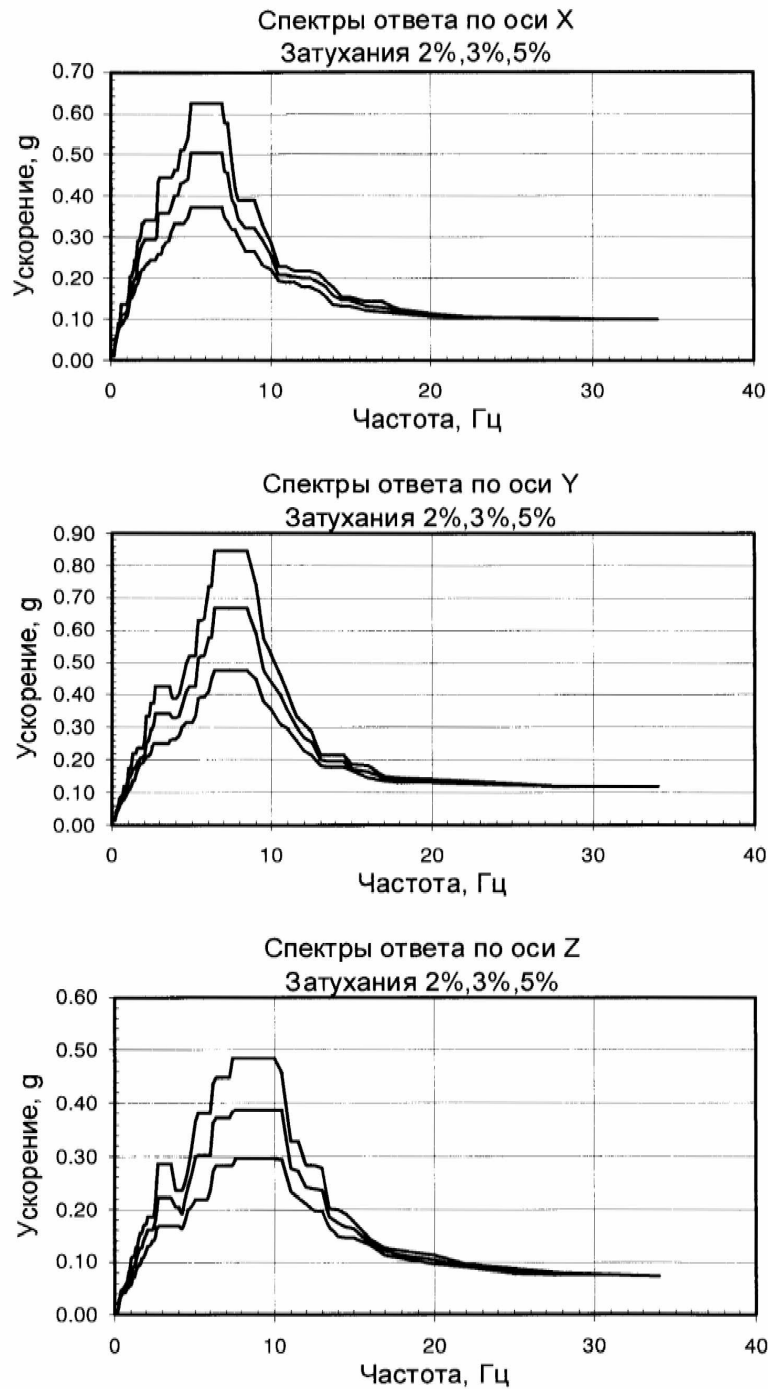 Спектры ответа по оси X
Затухания 2%,3%,5%
0.70
0.60
0.50
0.40
0.30
0.20
0.10
0.00
Ускорение, g
0 10 20 30 40
Частота, Гц
Спектры ответа по оси Y
Затухания 2%,3%,5%
0.90
0.80
0.70
0.60
0.50
0.40
0.30
0.20
0.10
0.00
Ускорение, g
0 10 20 30 40
Частота, Гц
Спектры ответа по оси Z
Затухания 2%,3%,5%
0.60
0.50
0.40
0.30
0.20
0.10
0.00
Ускорение, g
0 10 20 30 40
Частота, Гц